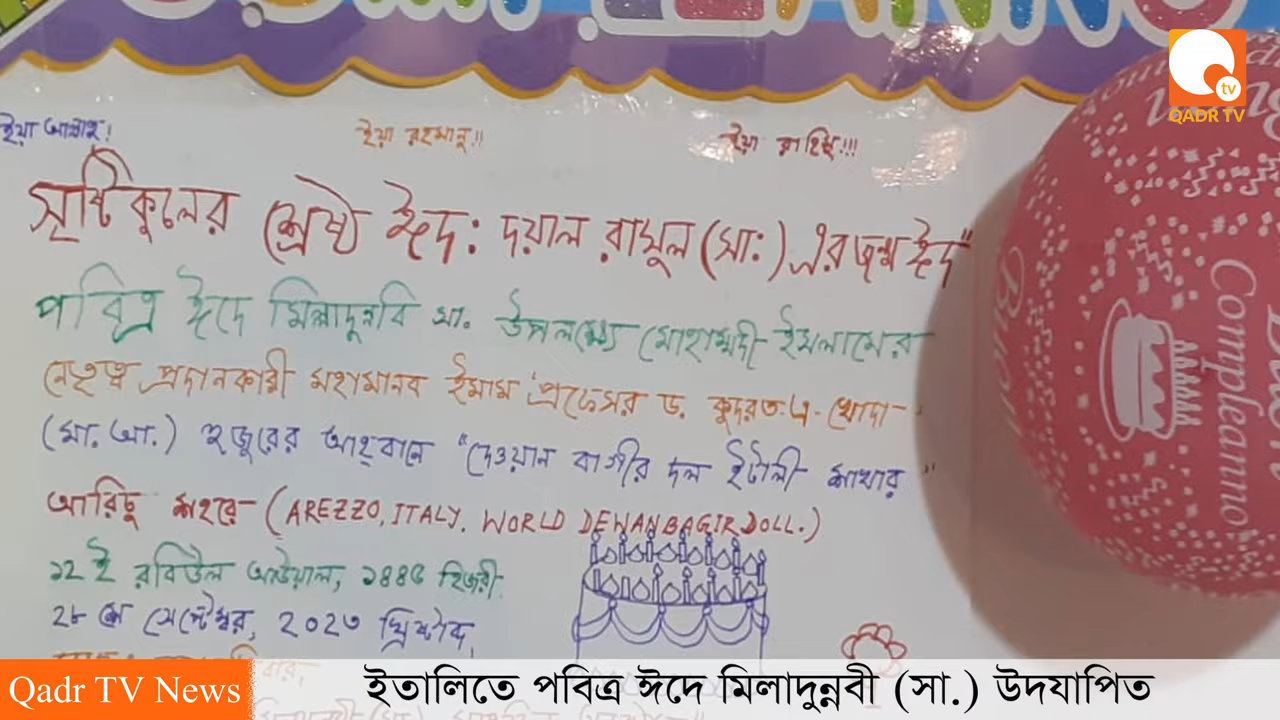 QADR TV
tv
ইয়া আল্লাহু! ইয়া রহমানু!! ইয়া রাহিমু!!!
সৃষ্টিকুলের শ্রেষ্ঠ ঈদ: দয়াল রাসুল (সা:) এর জন্ম ঈদ"
পবিত্র ঈদে মিল্লাদুন্নবি সা. উপলক্ষ্যে মোহাম্মদী ইসলামের
নেতৃত্ব প্রদানকারী মহামানব ইমাম প্রফেসর ড. কুদরত-এ-খোদা-
(মা.আ.) হুজুরের আহ্বানে "দেওয়ান বাগীর দল ইটালী শাখার"
আরিচু শহরে- (AREZZO, ITALY. WORLD DEWANBAGIR DOLL.)
১২ ই রবিউল আউয়াল, ১৪৪৫ হিজরী
২৮ শে সেপ্টেম্বর, ২০২৩ খ্রিষ্টাব্দ,
Buon
Compleanno
Qadr TV News
ইতালিতে পবিত্র ঈদে মিলাদুন্নবী (সা.) উদযাপিত